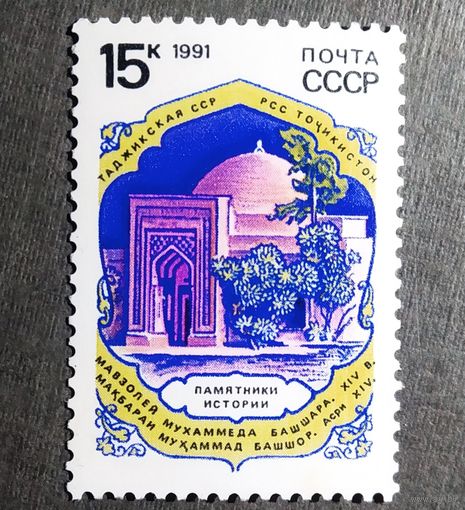 15к 1991
ПОЧТА
СССР
ТАДЖИКСКАЯ ССР
РСС ТОҶИКИСТОН
ПАМЯТНИКИ
ИСТОРИИ
МАВЗОЛЕЙ МУХАММЕДА БАШШАРА. XIV В.
МАҚБАРАИ МУҲАММАД БАШШОР. АСРИ XIV.